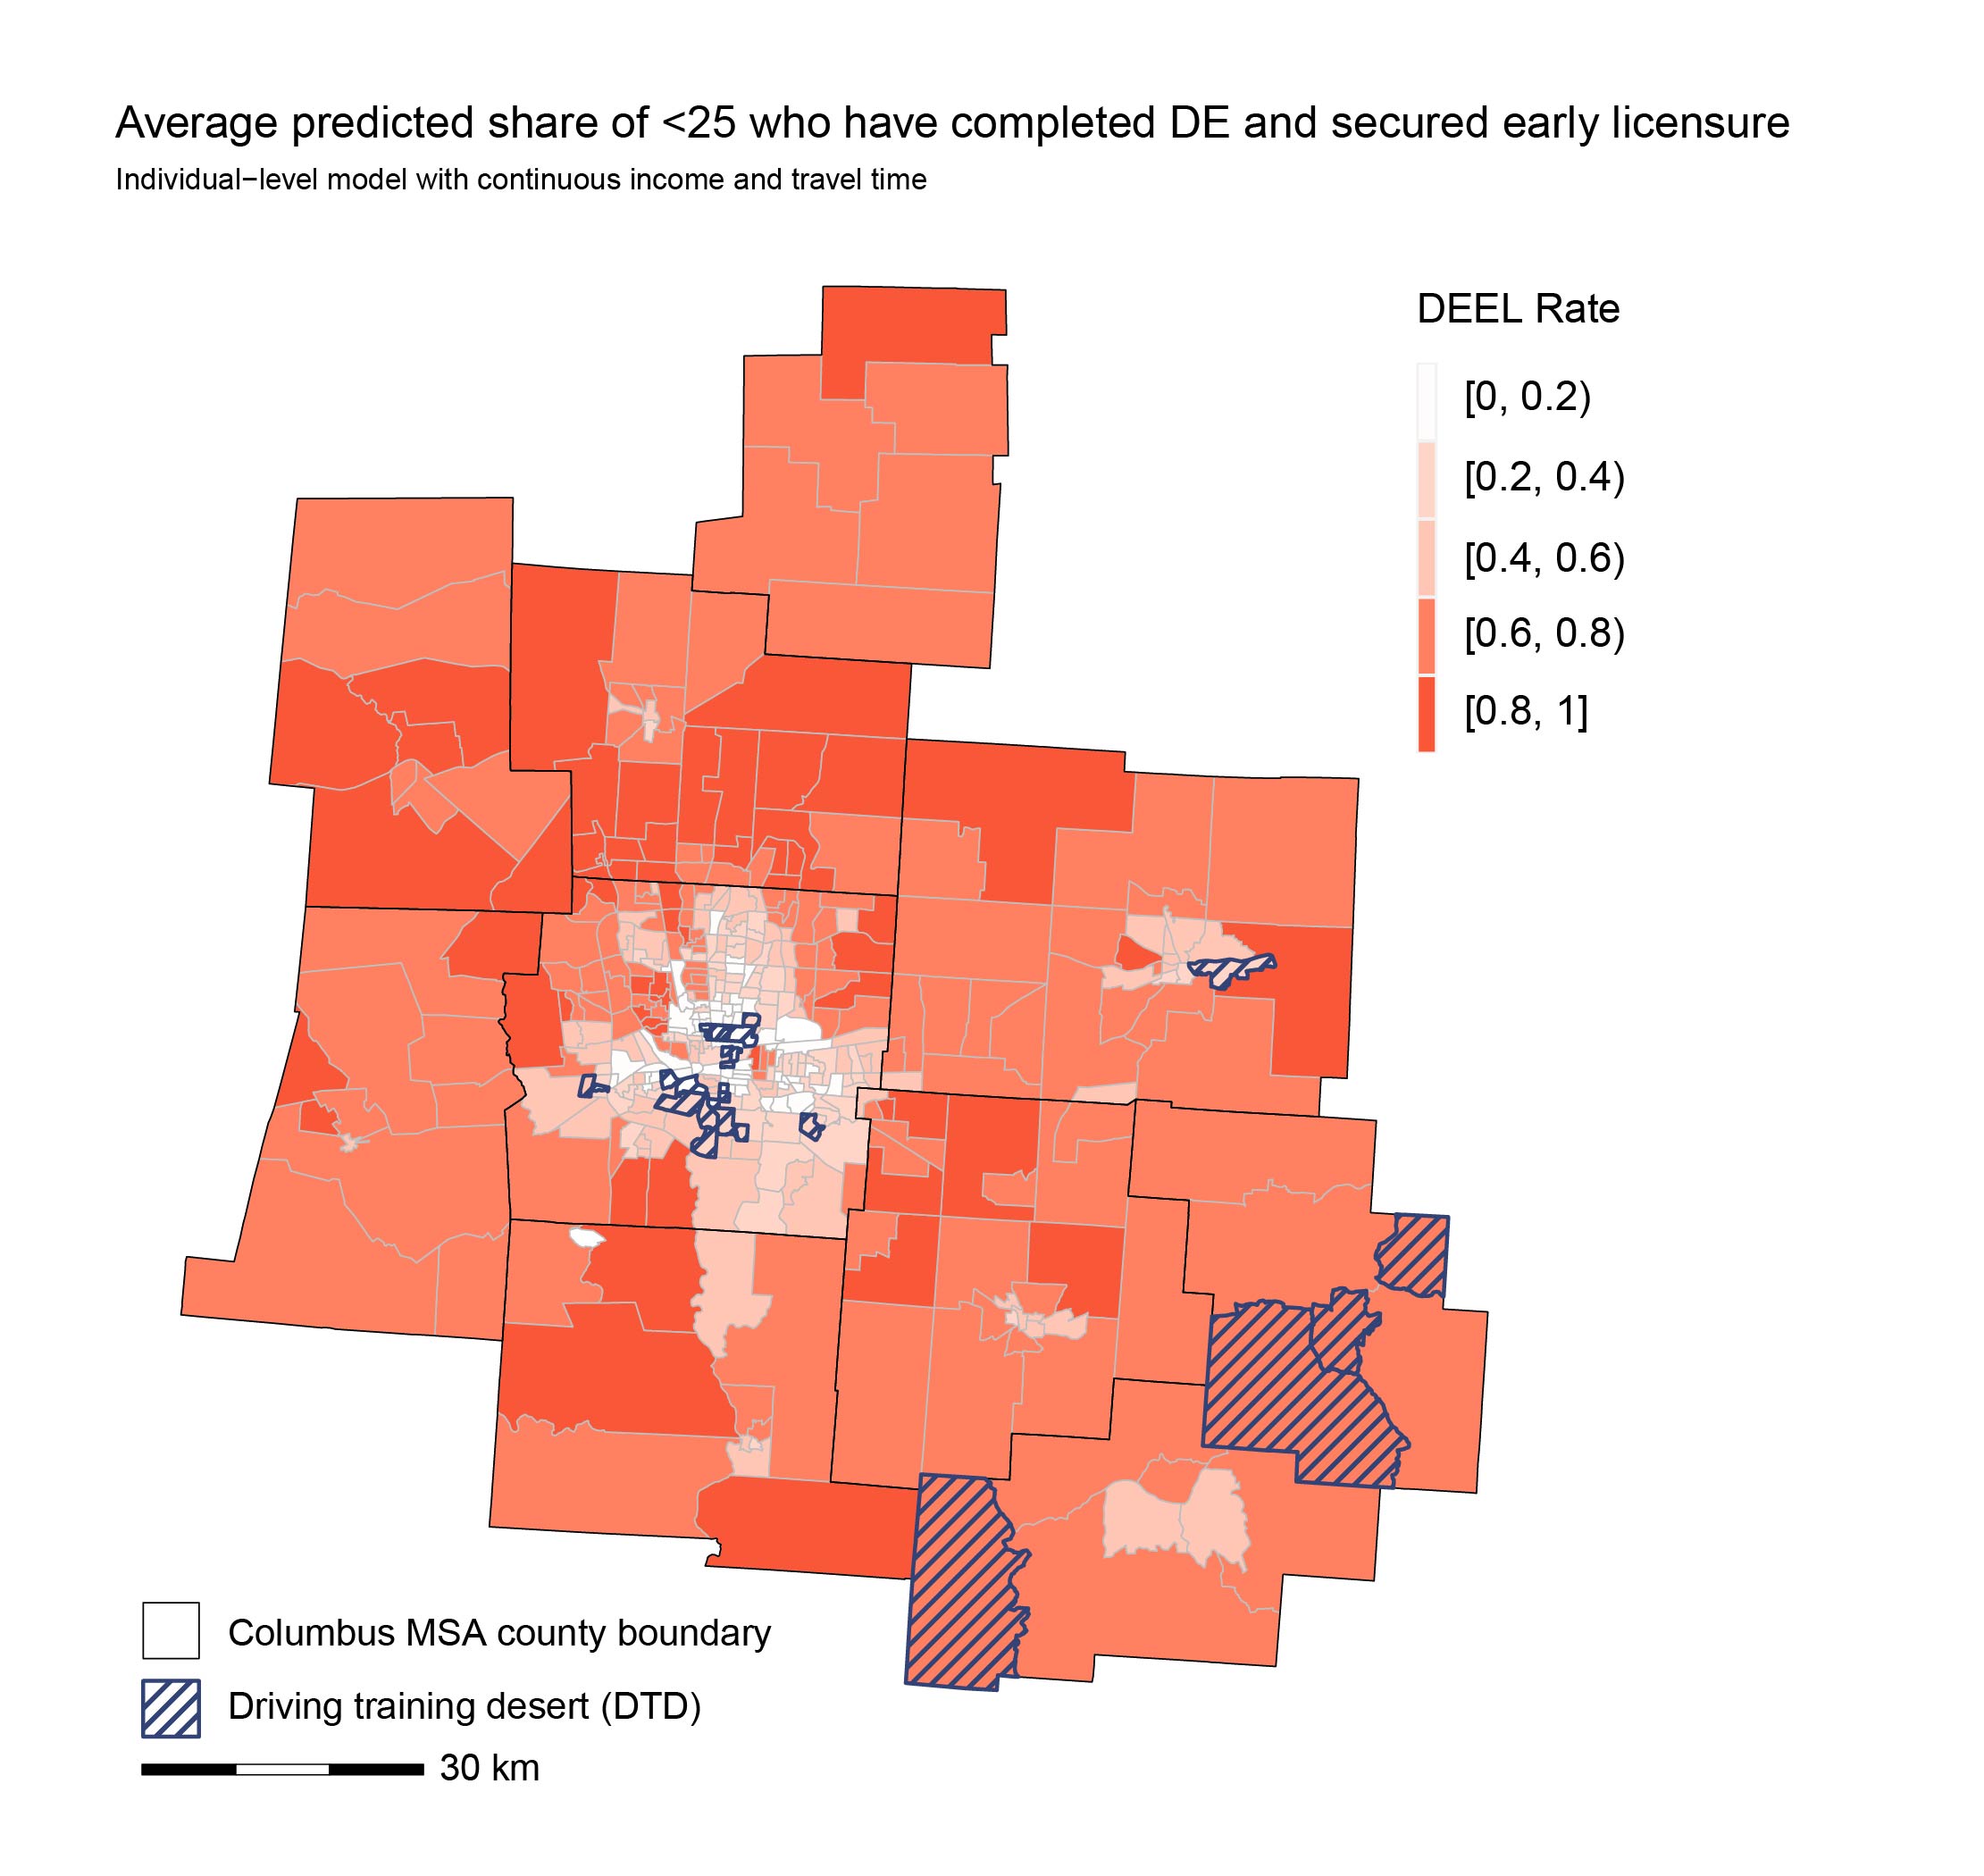 Average predicted share of <25 who have completed DE and secured early licensure
Individual−level model with continuous income and travel time
DEEL Rate
[0, 0.2)
[0.2, 0.4)
[0.4, 0.6)
[0.6, 0.8)
[0.8, 1]
Columbus MSA county boundary
Driving training desert (DTD)
30 km